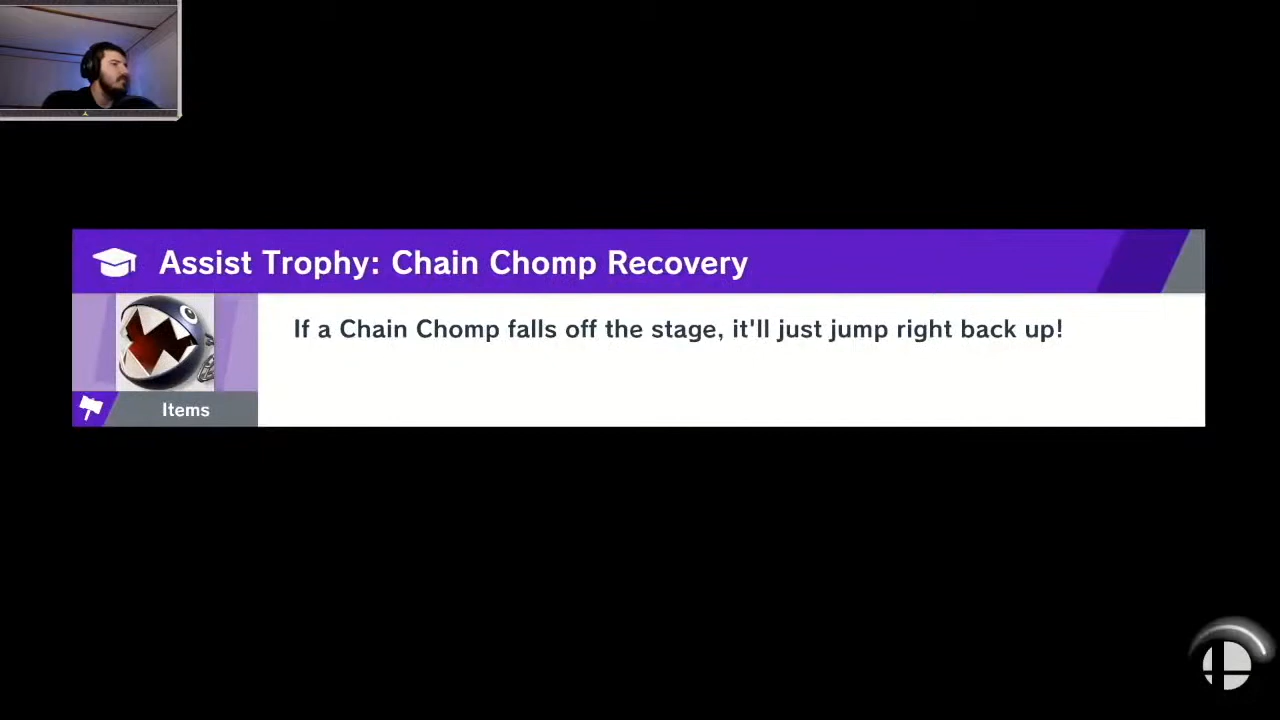 Assist Trophy: Chain Chomp Recovery
If a Chain Chomp falls off the stage, it'll just jump right back up!
Items